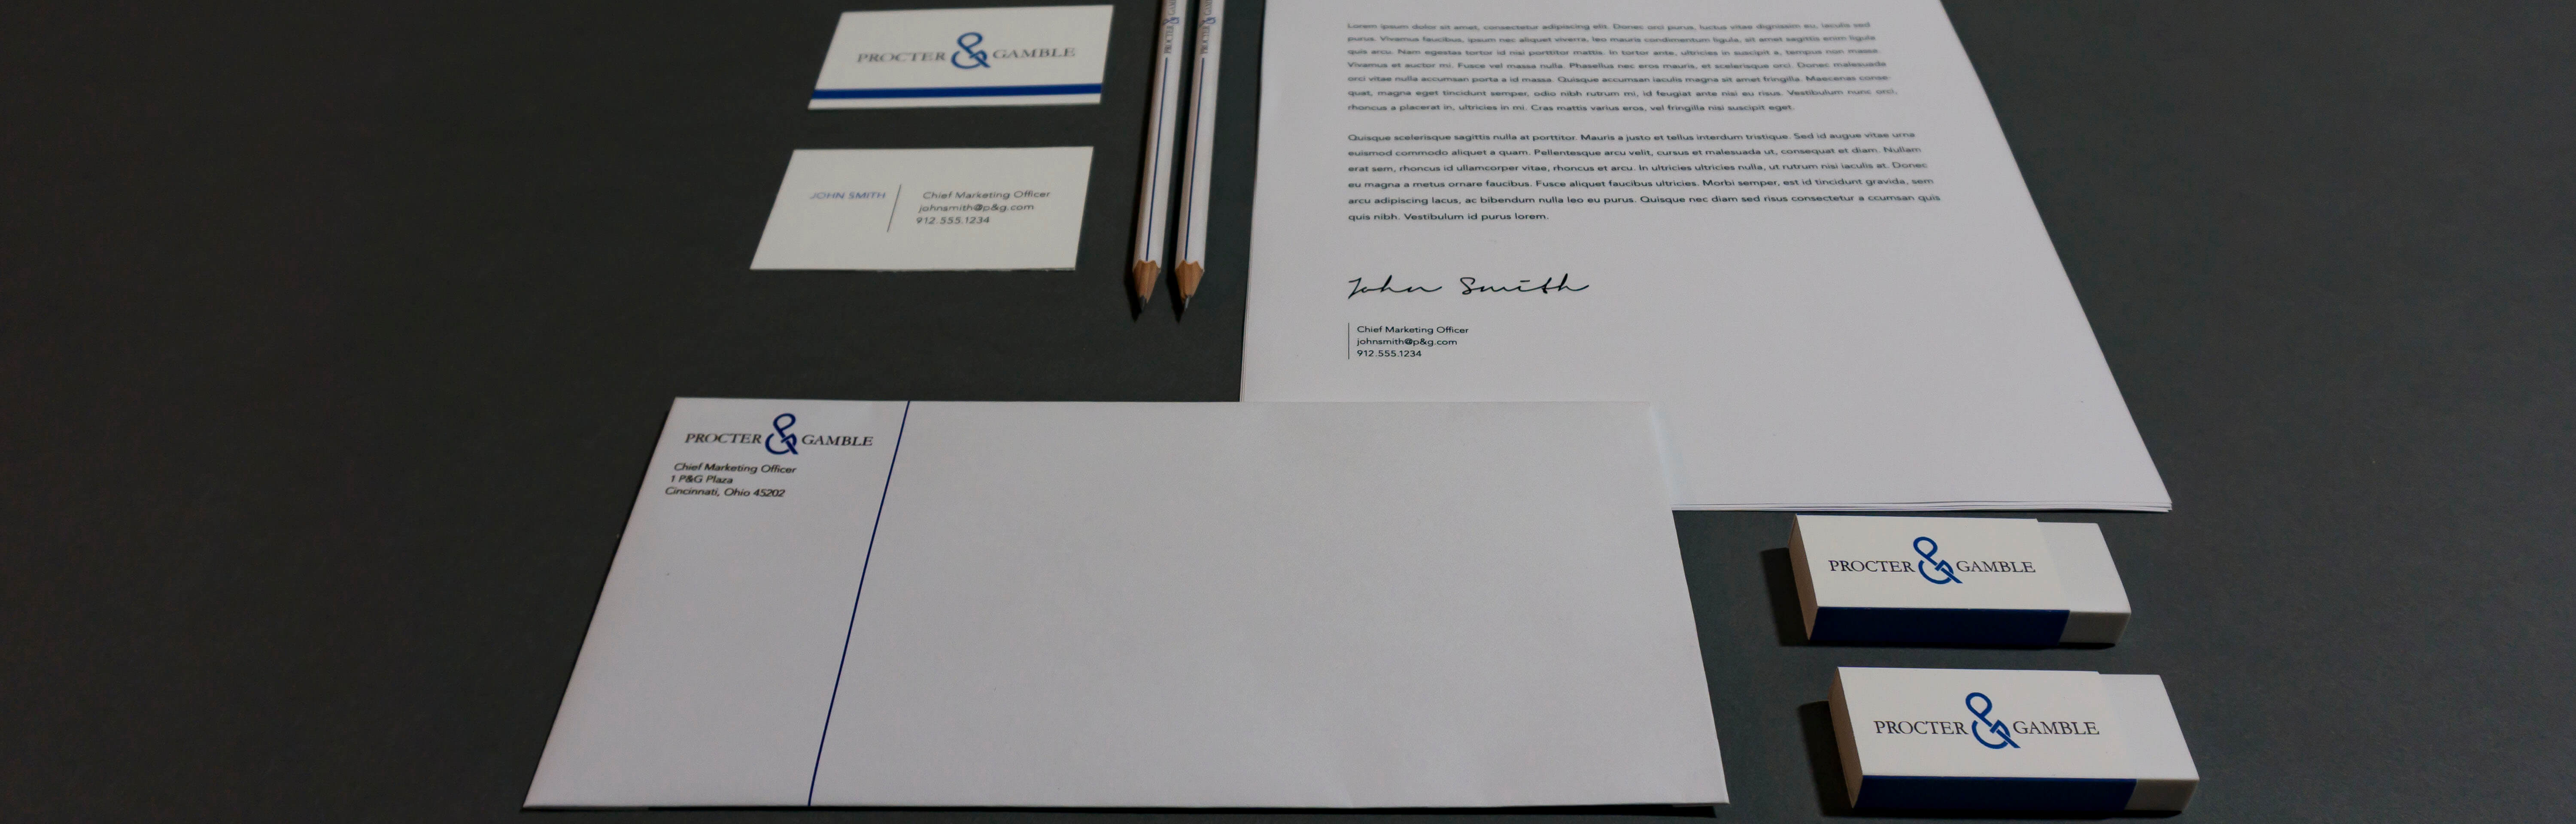 PROCTER & GAMBLE
JOHN SMITH
Chief Marketing Officer
johnsmith@p&g.com
912.555.1234
PROCTER &
PROCTER &
Lorem ipsum dolor sit amet, consectetur adipiscing elit. Donec orci purus, luctus vitae dignissim eu, iaculis sed
purus. Vivamus faucibus, ipsum nec aliquet viverra, leo mauris condimentum ligula, sit amet sagittis enim ligula
quis arcu. Nam egestas tortor id nisi porttitor mattis. In tortor ante, ultricies in suscipit a, tempus non massa.
Vivamus et auctor mi. Fusce vel massa nulla. Phasellus nec eros mauris, et scelerisque orci. Donec malesuada
orci vitae nulla accumsan porta a id massa. Quisque accumsan iaculis magna sit amet fringilla. Maecenas conse-
quat, magna eget tincidunt semper, odio nibh rutrum mi, id feugiat ante nisi eu risus. Vestibulum nunc orci,
rhoncus a placerat in, ultricies in mi. Cras mattis varius eros, vel fringilla nisi suscipit eget.
Quisque scelerisque sagittis nulla at porttitor. Mauris a justo et tellus interdum tristique. Sed id augue vitae urna
euismod commodo aliquet a quam. Pellentesque arcu velit, cursus et malesuada ut, consequat et diam. Nullam
erat sem, rhoncus id ullamcorper vitae, rhoncus et arcu. In ultricies ultricies nulla, ut rutrum nisi iaculis at. Donec
eu magna a metus ornare faucibus. Fusce aliquet faucibus ultricies. Morbi semper, est id tincidunt gravida, sem
arcu adipiscing lacus, ac bibendum nulla leo eu purus. Quisque nec diam sed risus consectetur a ccumsan quis
quis nibh. Vestibulum id purus lorem.
John Smith
Chief Marketing Officer
johnsmith@p&g.com
912.555.1234
PROCTER & GAMBLE
Chief Marketing Officer
1 P&G Plaza
Cincinnati, Ohio 45202
PROCTER & GAMBLE
PROCTER & GAMBLE